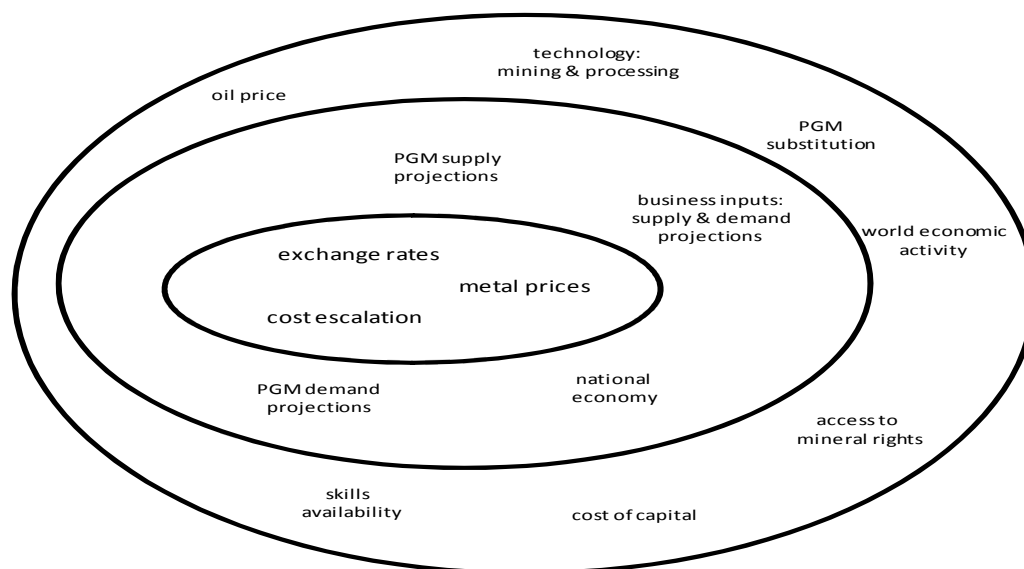 technology:
mining & processing
oil price
PGM
substitution
PGM supply
projections
business inputs:
supply & demand
projections
world economic
activity
exchange rates
metal prices
cost escalation
PGM demand
projections
national
economy
access to
mineral rights
skills
availability
cost of capital